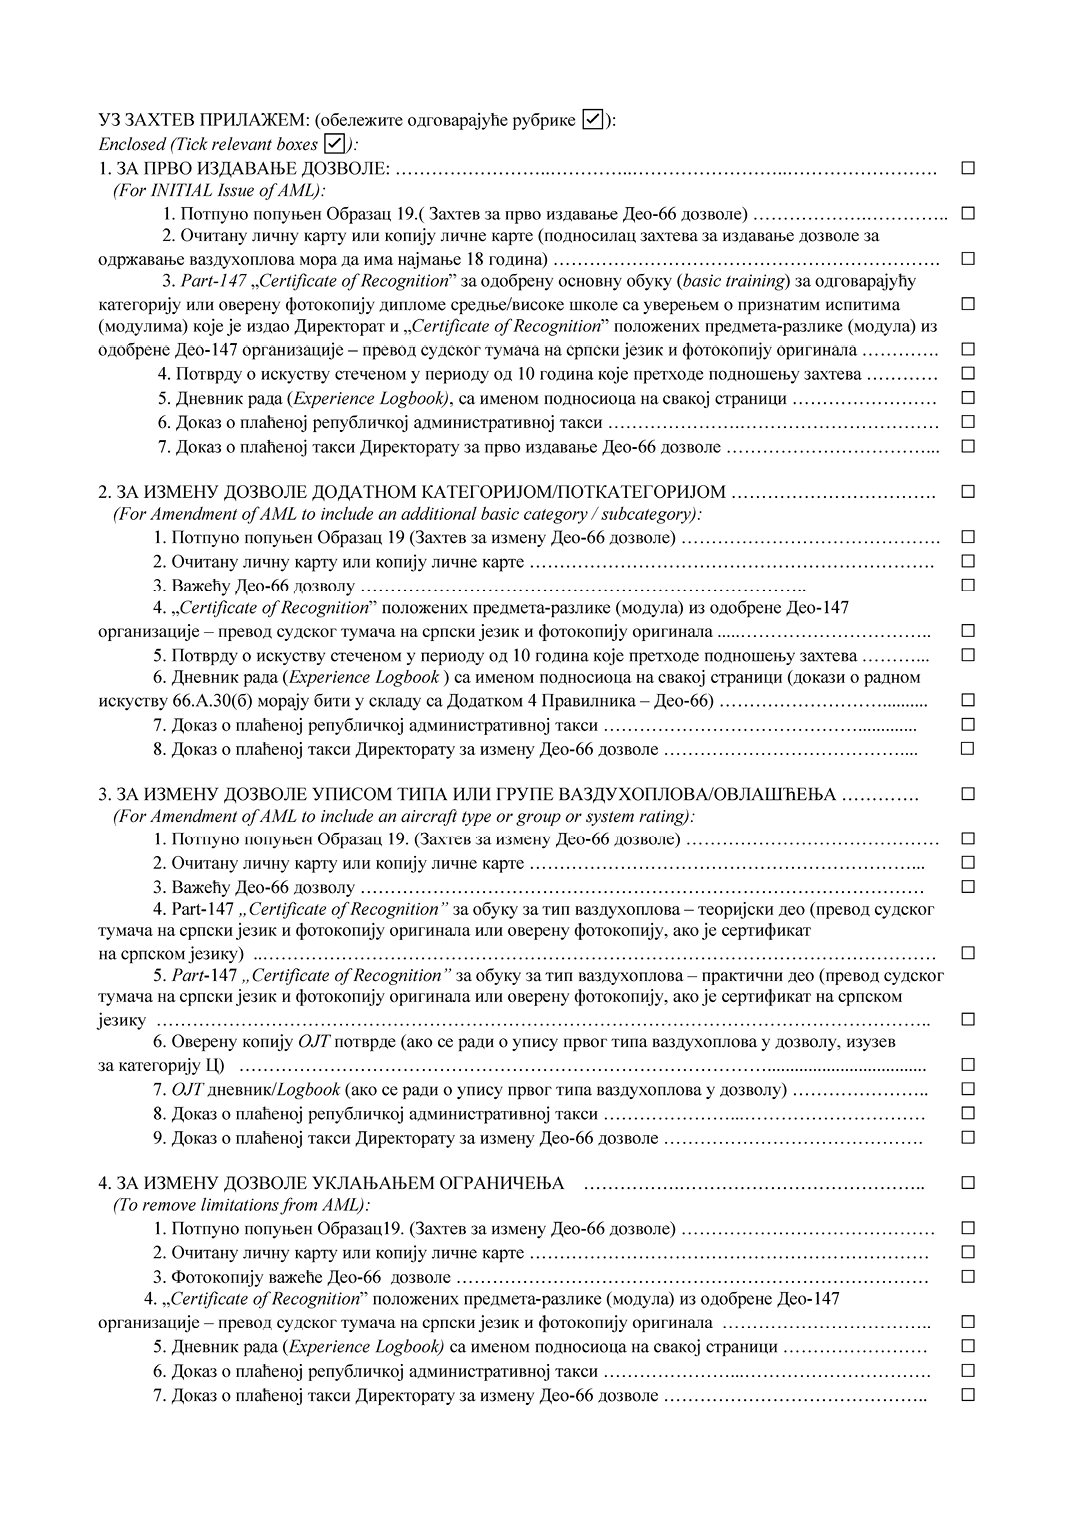 УЗ ЗАХТЕВ ПРИЛАЖЕМ: (обележите одговарајуће рубрике ☑):
Enclosed (Tick relevant boxes ☑):
1. ЗА ПРВО ИЗДАВАЊЕ ДОЗВОЛЕ: …………………………………………………………………………… ☐
(For INITIAL Issue of AML):
1. Потпуно попуњен Образац 19.( Захтев за прво издавање Део-66 дозволе) …………………………….. ☐
2. Очитану личну карту или копију личне карте (подносилац захтева за издавање дозволе за
одржавање ваздухоплова мора да има најмање 18 година) ………………………………………………… ☐
3. Part-147 „Certificate of Recognition” за одобрену основну обуку (basic training) за одговарајућу
категорију или оверену фотокопију дипломе средње/високе школе са уверењем о признатим испитима ☐
(модулима) које је издао Директорат и „Certificate of Recognition” положених предмета-разлике (модула) из
одобрене Део-147 организације – превод судског тумача на српски језик и фотокопију оригинала …………. ☐
4. Потврду о искуству стеченом у периоду од 10 година које претходе подношењу захтева ………… ☐
5. Дневник рада (Experience Logbook), са именом подносиоца на свакој страници …………………… ☐
6. Доказ о плаћеној републичкој административној такси ………………………………………………… ☐
7. Доказ о плаћеној такси Директорату за прво издавање Део-66 дозволе ……………………………... ☐
2. ЗА ИЗМЕНУ ДОЗВОЛЕ ДОДАТНОМ КАТЕГОРИЈОМ/ПОТКАТЕГОРИЈОМ ……………………………. ☐
(For Amendment of AML to include an additional basic category / subcategory):
1. Потпуно попуњен Образац 19 (Захтев за измену Део-66 дозволе) ……………………………………. ☐
2. Очитану личну карту или копију личне карте …………………………………………………………. ☐
3. Важећу Део-66 дозволу ………………………………………………………………….. ☐
4. „Certificate of Recognition” положених предмета-разлике (модула) из одобрене Део-147
организације – превод судског тумача на српски језик и фотокопију оригинала .....………………………….. ☐
5. Потврду о искуству стеченом у периоду од 10 година које претходе подношењу захтева ………... ☐
6. Дневник рада (Experience Logbook ) са именом подносиоца на свакој страници (докази о радном
искуству 66.А.30(б) морају бити у складу са Додатком 4 Правилника – Део-66) ……………………….......... ☐
7. Доказ о плаћеној републичкој административној такси ……………………………………............. ☐
8. Доказ о плаћеној такси Директорату за измену Део-66 дозволе ………………………………….... ☐
3. ЗА ИЗМЕНУ ДОЗВОЛЕ УПИСОМ ТИПА ИЛИ ГРУПЕ ВАЗДУХОПЛОВА/ОВЛАШЋЕЊА …………. ☐
(For Amendment of AML to include an aircraft type or group or system rating):
1. Потпуно попуњен Образац 19. (Захтев за измену Део-66 дозволе) …………………………………… ☐
2. Очитану личну карту или копију личне карте ………………………………………………………... ☐
3. Важећу Део-66 дозволу ………………………………………………………………………………… ☐
4. Part-147 „Certificate of Recognition” за обуку за тип ваздухоплова – теоријски део (превод судског
тумача на српски језик и фотокопију оригинала или оверену фотокопију, ако је сертификат
на српском језику) ..…………………………………………………………………………………………………… ☐
5. Part-147 „Certificate of Recognition” за обуку за тип ваздухоплова – практични део (превод судског
тумача на српски језик и фотокопију оригинала или оверену фотокопију, ако је сертификат на српском
језику ………………………………………………………………………………………………………………….. ☐
6. Оверену копију ОЈТ потврде (ако се ради о упису првог типа ваздухоплова у дозволу, изузев
за категорију Ц) ……………………………………………………………………………….................................. ☐
7. ОЈТ дневник/Logbook (ако се ради о упису првог типа ваздухоплова у дозволу) ………………….. ☐
8. Доказ о плаћеној републичкој административној такси ……………………...……………………… ☐
9. Доказ о плаћеној такси Директорату за измену Део-66 дозволе ……………………………………. ☐
4. ЗА ИЗМЕНУ ДОЗВОЛЕ УКЛАЊАЊЕМ ОГРАНИЧЕЊА ………………………………………………….. ☐
(To remove limitations from AML):
1. Потпуно попуњен Образац19. (Захтев за измену Део-66 дозволе) …………………………………… ☐
2. Очитану личну карту или копију личне карте ………………………………………………………… ☐
3. Фотокопију важеће Део-66 дозволе …………………………………………………………………… ☐
4. „Certificate of Recognition” положених предмета-разлике (модула) из одобрене Део-147
организације – превод судског тумача на српски језик и фотокопију оригинала …………………………….. ☐
5. Дневник рада (Experience Logbook) са именом подносиоца на свакој страници …………………… ☐
6. Доказ о плаћеној републичкој административној такси ……………………...………………………. ☐
7. Доказ о плаћеној такси Директорату за измену Део-66 дозволе …………………………………….. ☐